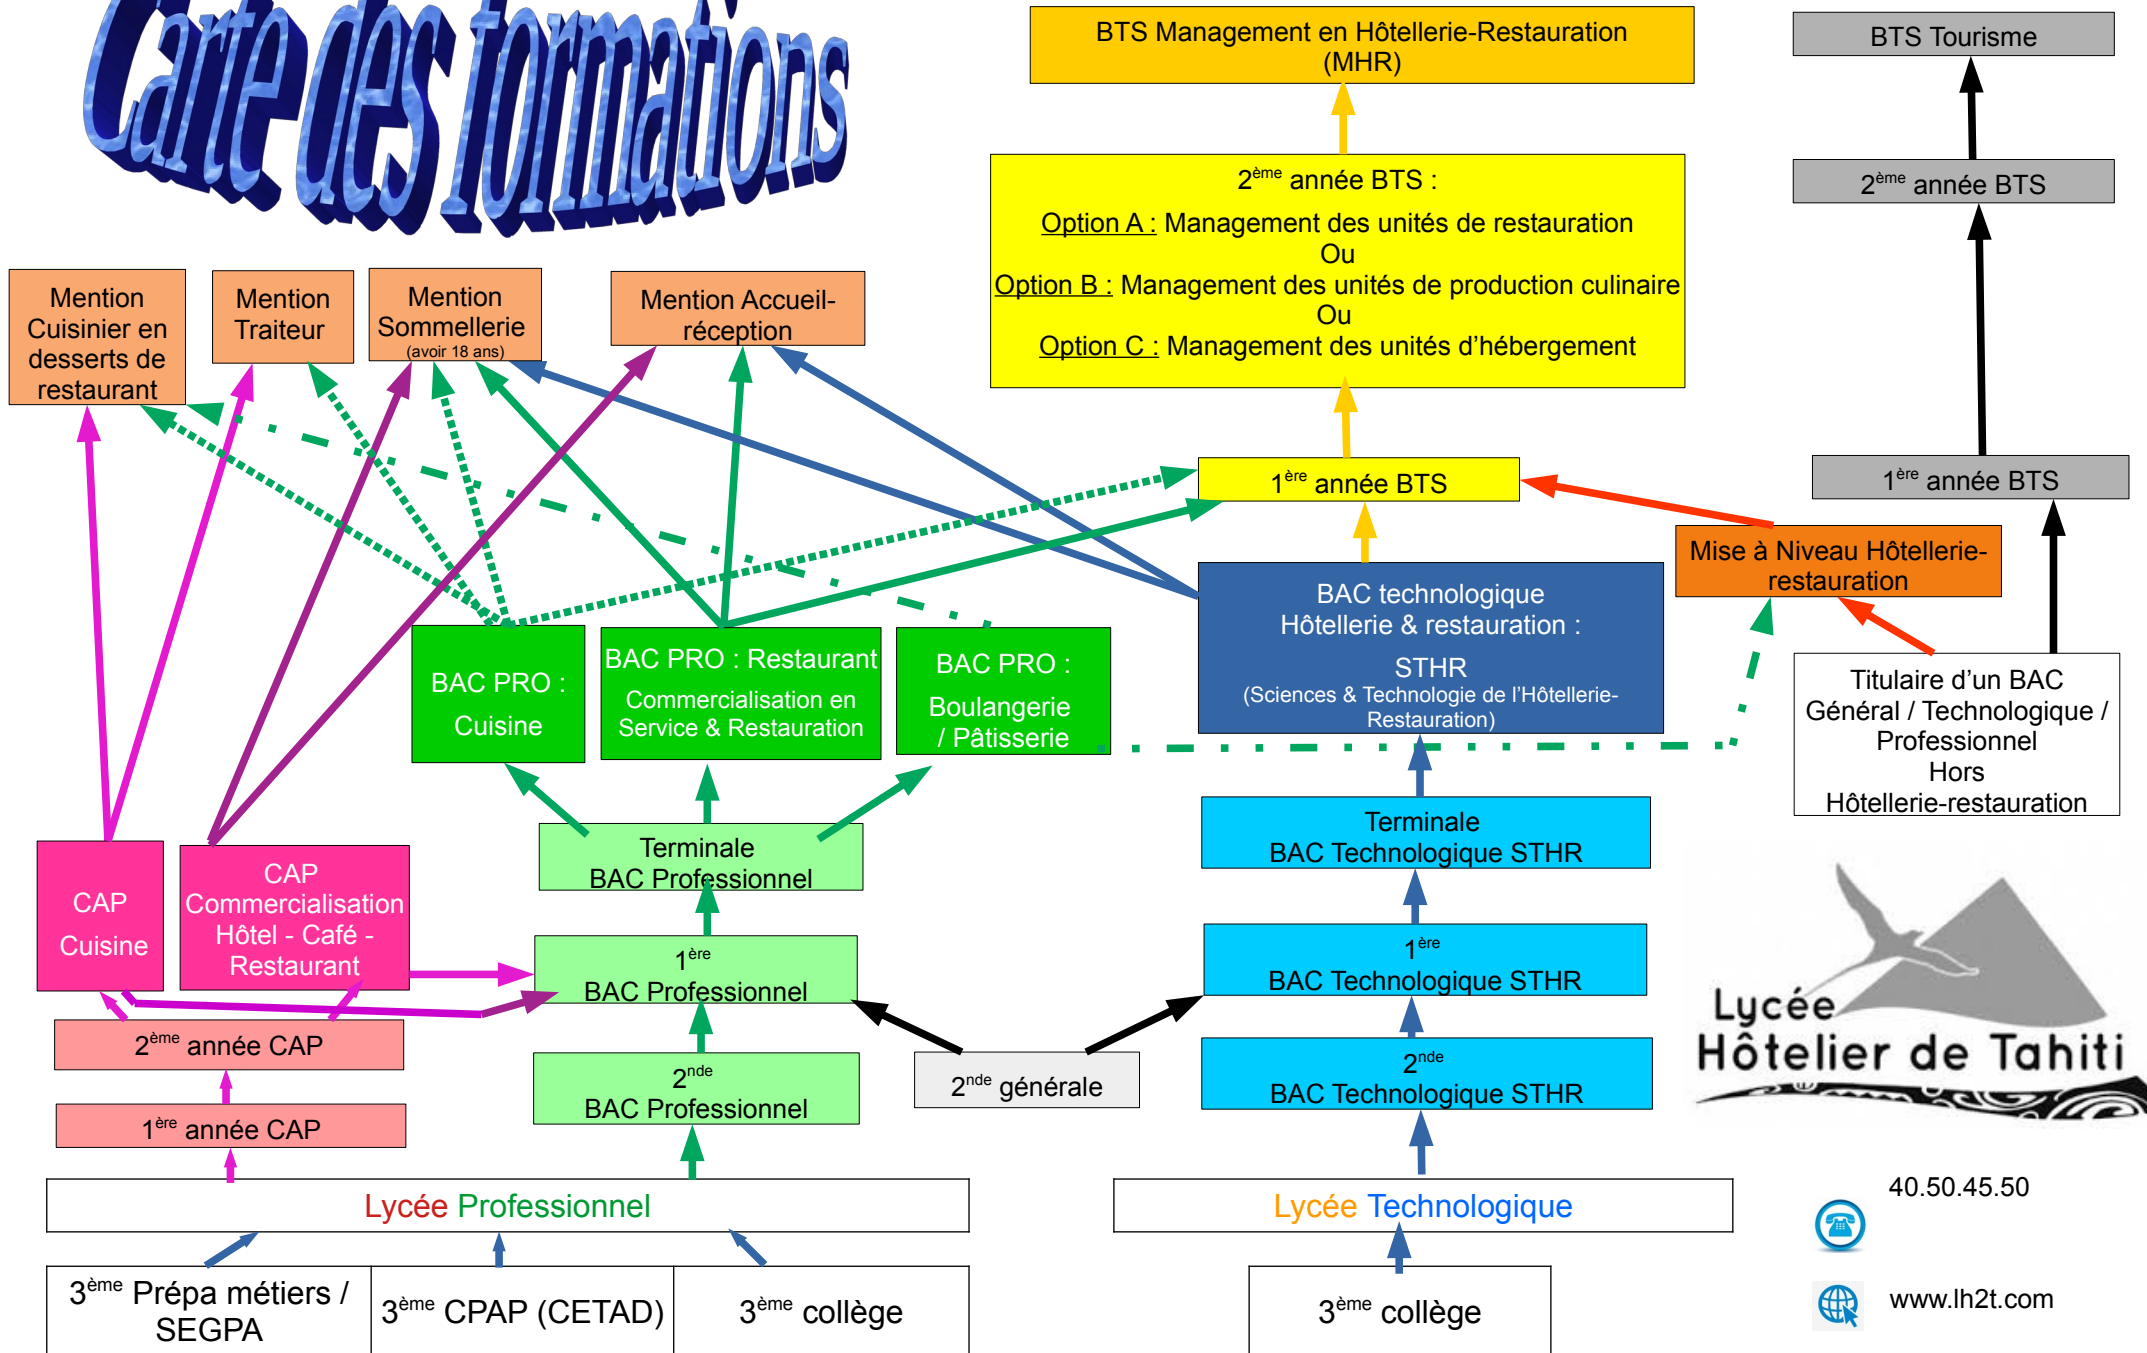 Carte des formations
BTS Management en Hôtellerie-Restauration
(MHR)
BTS Tourisme
2ème année BTS :
Option A : Management des unités de restauration
Ou
Option B : Management des unités de production culinaire
Ou
Option C : Management des unités d'hébergement
2ème année BTS
Mention
Cuisinier en
desserts de
restaurant
Mention
Traiteur
Mention
Sommellerie
(avoir 18 ans)
Mention Accueil-
réception
1ère année BTS
1ère année BTS
Mise à Niveau Hôtellerie-
restauration
BAC PRO :
Cuisine
BAC PRO : Restaurant
Commercialisation en
Service & Restauration
BAC PRO :
Boulangerie
/ Pâtisserie
BAC technologique
Hôtellerie & restauration :
STHR
(Sciences & Technologie de l'Hôtellerie-
Restauration)
Titulaire d'un BAC
Général / Technologique /
Professionnel
Hors
Hôtellerie-restauration
CAP
Cuisine
CAP
Commercialisation
Hôtel - Café -
Restaurant
Terminale
BAC Professionnel
Terminale
BAC Technologique STHR
1ère
BAC Professionnel
1ère
BAC Technologique STHR
2ème année CAP
2nde
BAC Professionnel
2nde générale
2nde
BAC Technologique STHR
Lycée
Hôtelier de Tahiti
1ère année CAP
Lycée Professionnel
Lycée Technologique
40.50.45.50
3ème Prépa métiers /
SEGPA
3ème CPAP (CETAD)
3ème collège
3ème collège
www.lh2t.com